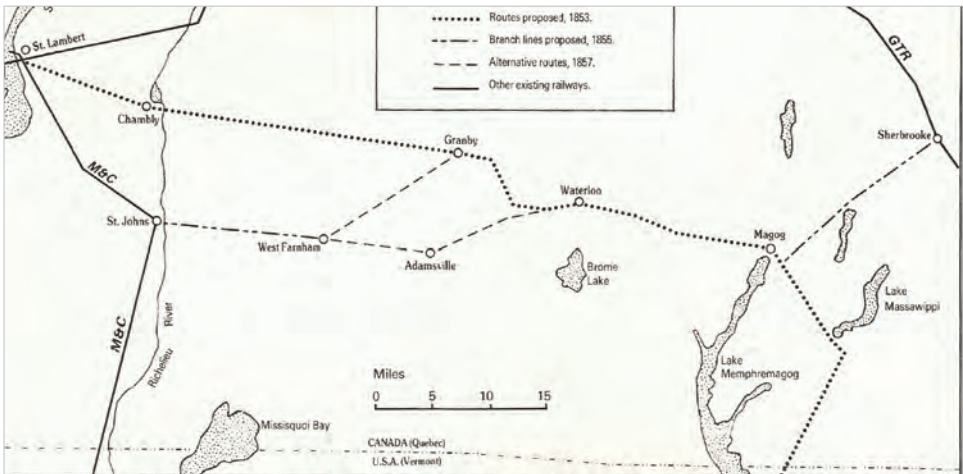 St. Lambert
Chambly
M&C
St. Johns
M&C
River
Richelieu
West Farnham
Adamsville
Granby
Waterloo
Brome
Lake
Magog
Sherbrooke
GTR
Lake
Massawippi
Lake
Memphremagog
Missisquoi Bay
Routes proposed, 1853.
Branch lines proposed, 1855.
Alternative routes, 1857.
Other existing railways.
Miles
0 5 10 15
CANADA (Quebec)
U.S.A. (Vermont)